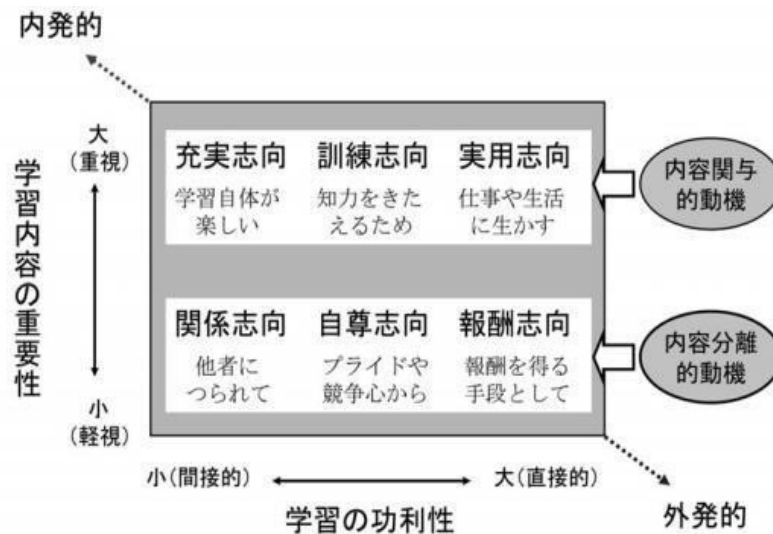 内発的
学習内容の重要性
大
(重視)
小
(軽視)
充実志向
学習自体が
楽しい
訓練志向
知力をきた
えるため
実用志向
仕事や生活
に生かす
内容関与
的動機
関係志向
他者に
つられて
自尊志向
プライドや
競争心から
報酬志向
報酬を得る
手段として
内容分離
的動機
小(間接的)
大(直接的)
学習の功利性
外発的